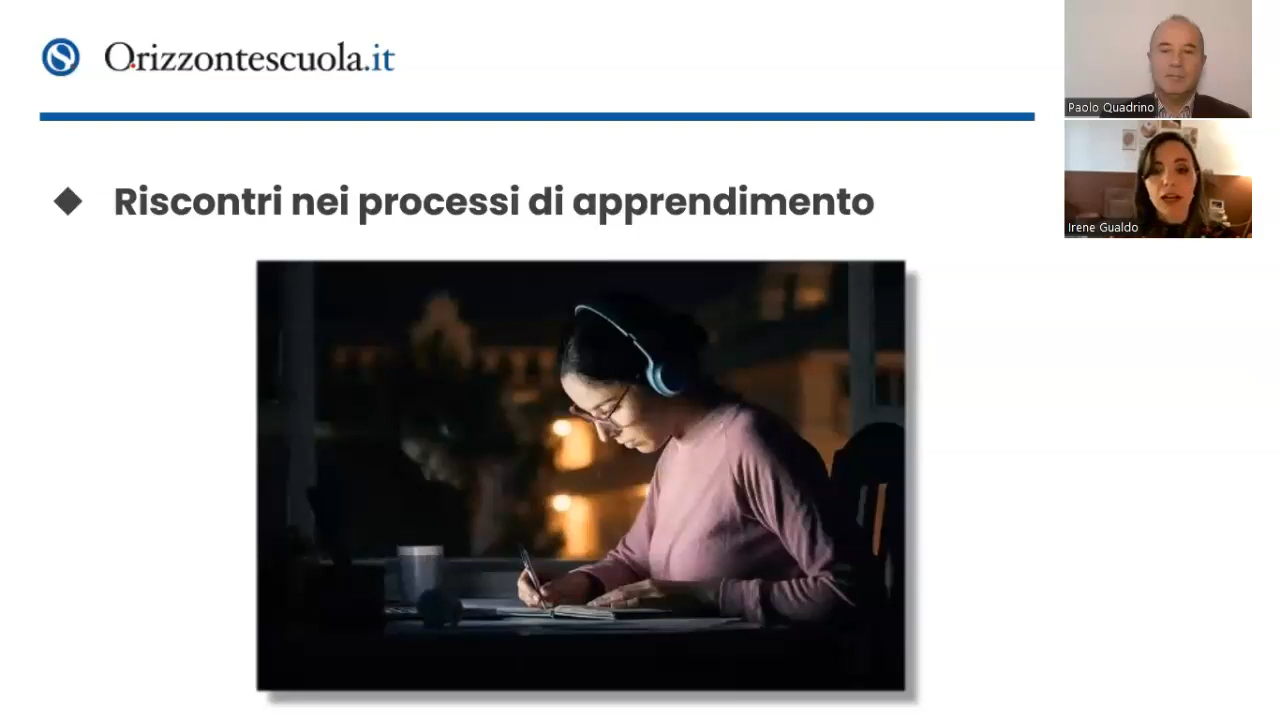 Orizzontescuola.it
Paolo Quadrino
Irene Gualdo
Riscontri nei processi di apprendimento